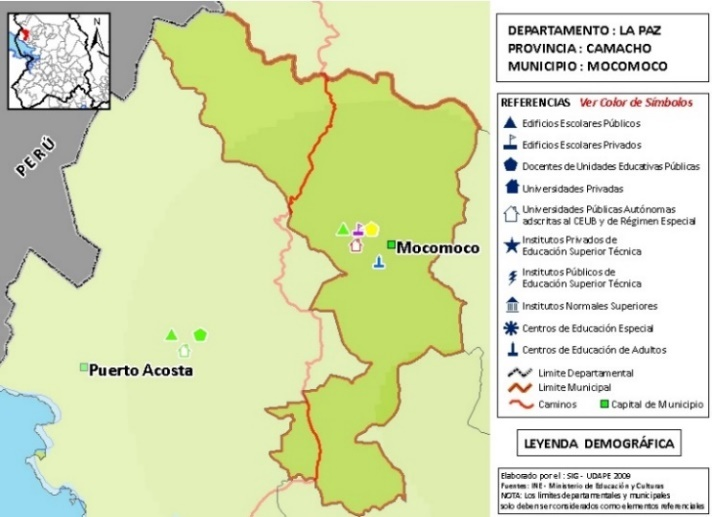 N
PERÚ
Mocomoco
Puerto Acosta
DEPARTAMENTO : LA PAZ
PROVINCIA : CAMACHO
MUNICIPIO : MOCOMOCO
REFERENCIAS Ver Color de Símbolos
Edificios Escolares Públicos
Edificios Escolares Privados
Docentes de Unidades Educativas Públicas
Universidades Privadas
Universidades Públicas Autónomas
adscritas al CEUB y de Régimen Especial
Institutos Privados de
Educación Superior Técnica
Institutos Públicos de
Educación Superior Técnica
Institutos Normales Superiores
Centros de Educación Especial
Centros de Educación de Adultos
Limite Departamental
Limite Municipal
Caminos Capital de Municipio
LEYENDA DEMOGRÁFICA
Elaborado por el : SIG - UDAPE 2009
Fuentes: INE - Ministerio de Educación y Culturas
NOTA: Los límites departamentales y municipales
solo deben ser considerados como elementos referenciales